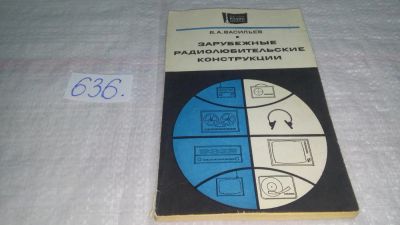 636.
В.А.ВАСИЛЬЕВ
ЗАРУБЕЖНЫЕ
РАДИОЛЮБИТЕЛЬСКИЕ
КОНСТРУКЦИИ